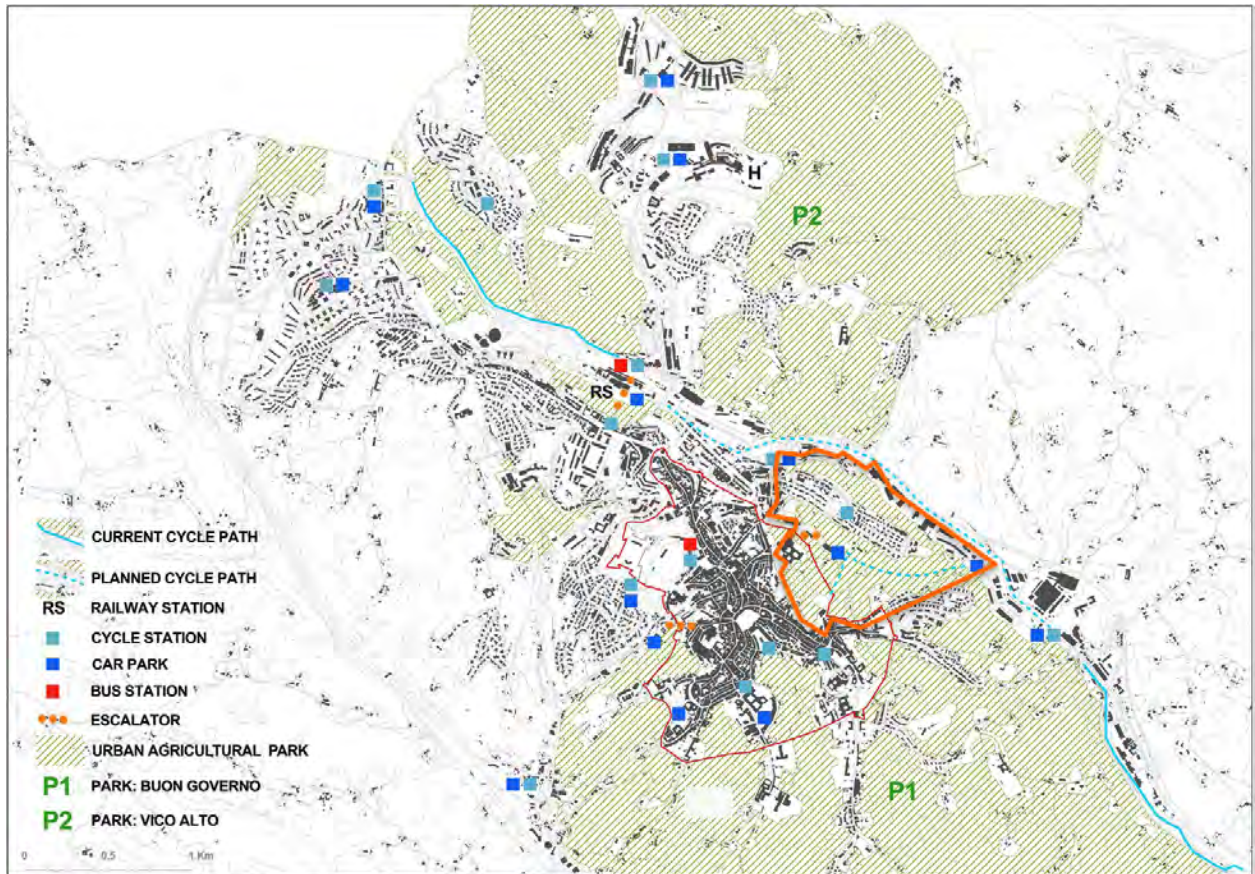 H
P2
RS
P1
CURRENT CYCLE PATH
PLANNED CYCLE PATH
RS RAILWAY STATION
CYCLE STATION
CAR PARK
BUS STATION
ESCALATOR
URBAN AGRICULTURAL PARK
P1 PARK: BUON GOVERNO
P2 PARK: VICO ALTO
0 0.5 1 Km